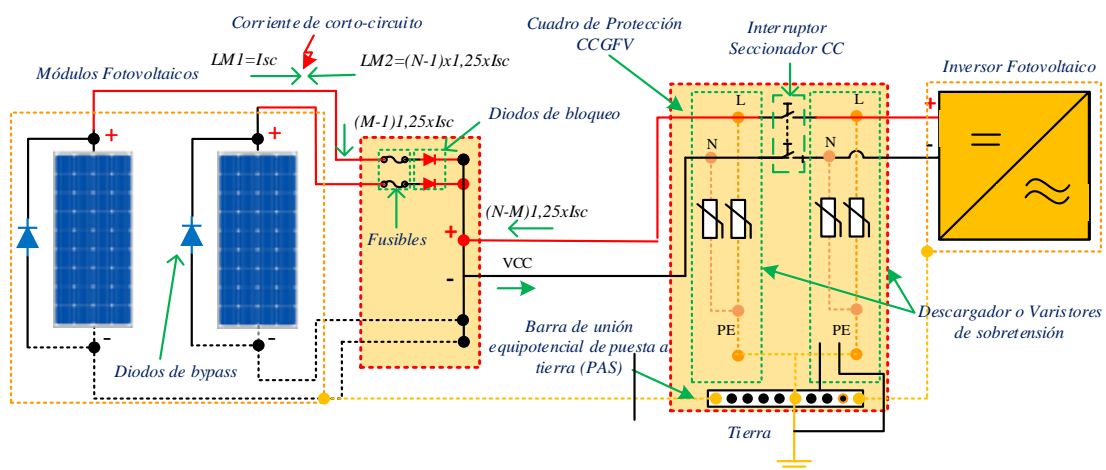 Corriente de corto-circuito
Cuadro de Protección
CCGFV
Interruptor
Seccionador CC
Módulos Fotovoltaicos
LM1=Isc
LM2=(N-1)x1,25xIsc
Inversor Fotovoltaico
(M-1)1,25xIsc
Diodos de bloqueo
L
L
+
-
+
+
N
N
Fusibles
(N-M)1,25xIsc
+
-
VCC
PE
PE
Descargador o Varistores
de sobretensión
Barra de unión
equipotencial de puesta a
tierra (PAS)
-
-
Diodos de bypass
Tierra